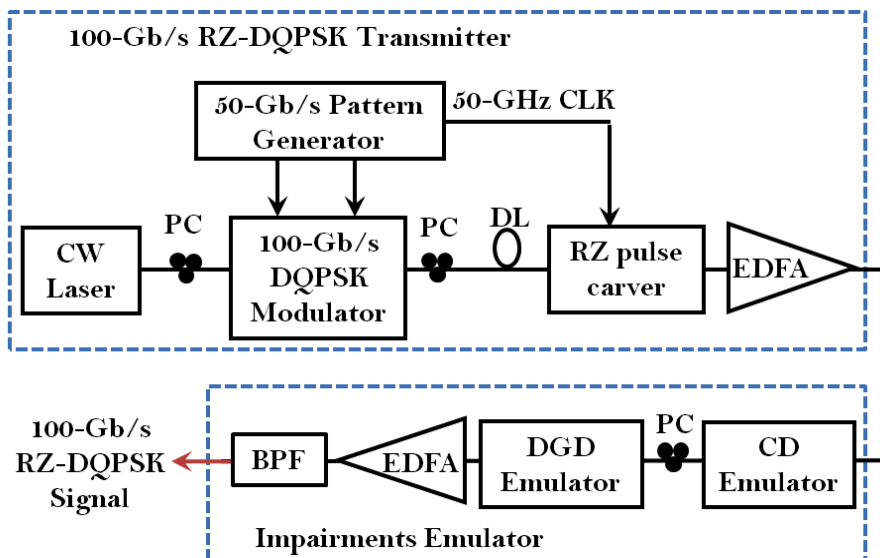 100-Gb/s RZ-DQPSK Transmitter
50-Gb/s Pattern
Generator
50-GHz CLK
CW
Laser
PC
100-Gb/s
DQPSK
Modulator
PC
DL
RZ pulse
carver
EDFA
100-Gb/s
RZ-DQPSK
Signal
BPF
EDFA
DGD
Emulator
PC
CD
Emulator
Impairments Emulator